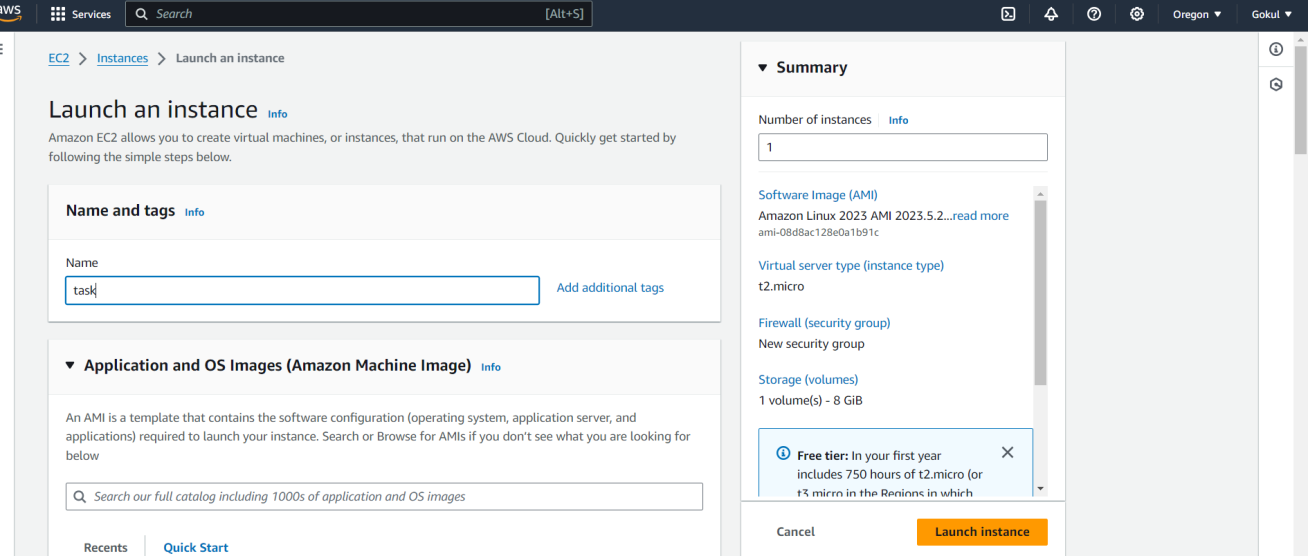 aws
Services
Search
[Alt+S]
Oregon ▼
Gokul ▼
EC2 > Instances > Launch an instance
Launch an instance Info
Amazon EC2 allows you to create virtual machines, or instances, that run on the AWS Cloud. Quickly get started by
following the simple steps below.
Name and tags Info
Name
task
Add additional tags
▼ Application and OS Images (Amazon Machine Image) Info
An AMI is a template that contains the software configuration (operating system, application server, and
applications) required to launch your instance. Search or Browse for AMIs if you don't see what you are looking for
below
Search our full catalog including 1000s of application and OS images
Recents
Quick Start
▼ Summary
Number of instances Info
1
Software Image (AMI)
Amazon Linux 2023 AMI 2023.5.2...read more
ami-08d8ac128e0a1b91c
Virtual server type (instance type)
t2.micro
Firewall (security group)
New security group
Storage (volumes)
1 volume(s) - 8 GiB
Free tier: In your first year
includes 750 hours of t2.micro (or
t3.micro in the Regions in which
Cancel
Launch instance